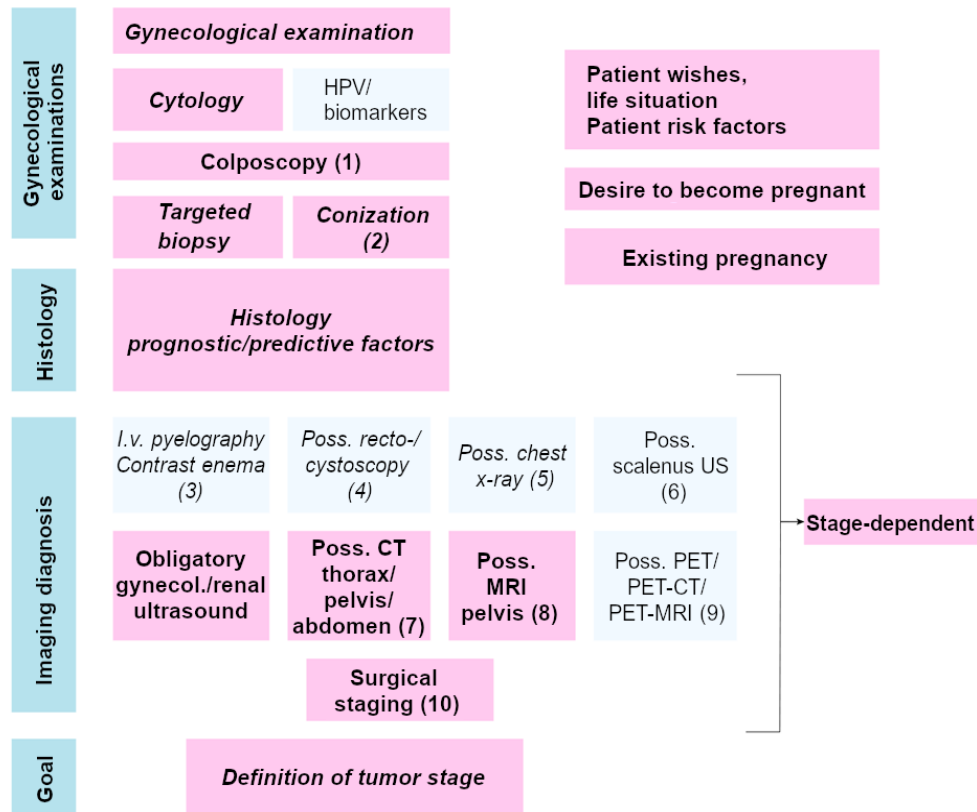 Gynecological
examinations
Gynecological examination
Cytology
HPV/
biomarkers
Colposcopy (1)
Targeted
biopsy
Conization
(2)
Patient wishes,
life situation
Patient risk factors
Desire to become pregnant
Existing pregnancy
Histology
Histology
prognostic/predictive factors
Imaging diagnosis
I.v. pyelography
Contrast enema
(3)
Poss. recto-/
cystoscopy
(4)
Poss. chest
x-ray (5)
Poss.
scalenus US
(6)
Obligatory
gynecol./renal
ultrasound
Poss. CT
thorax/
pelvis/
abdomen (7)
Poss.
MRI
pelvis (8)
Poss. PET/
PET-CT/
PET-MRI (9)
Surgical
staging (10)
Stage-dependent
Goal
Definition of tumor stage